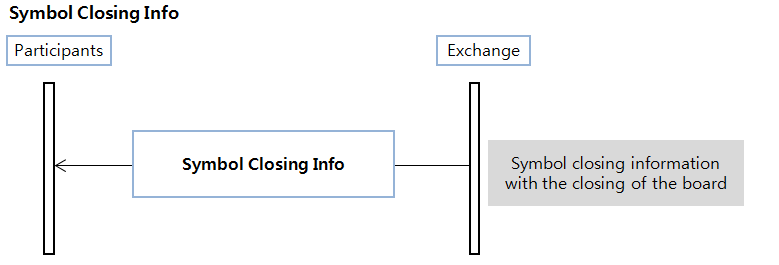 Symbol Closing Info
Participants
Exchange
Symbol Closing Info
Symbol closing information
with the closing of the board